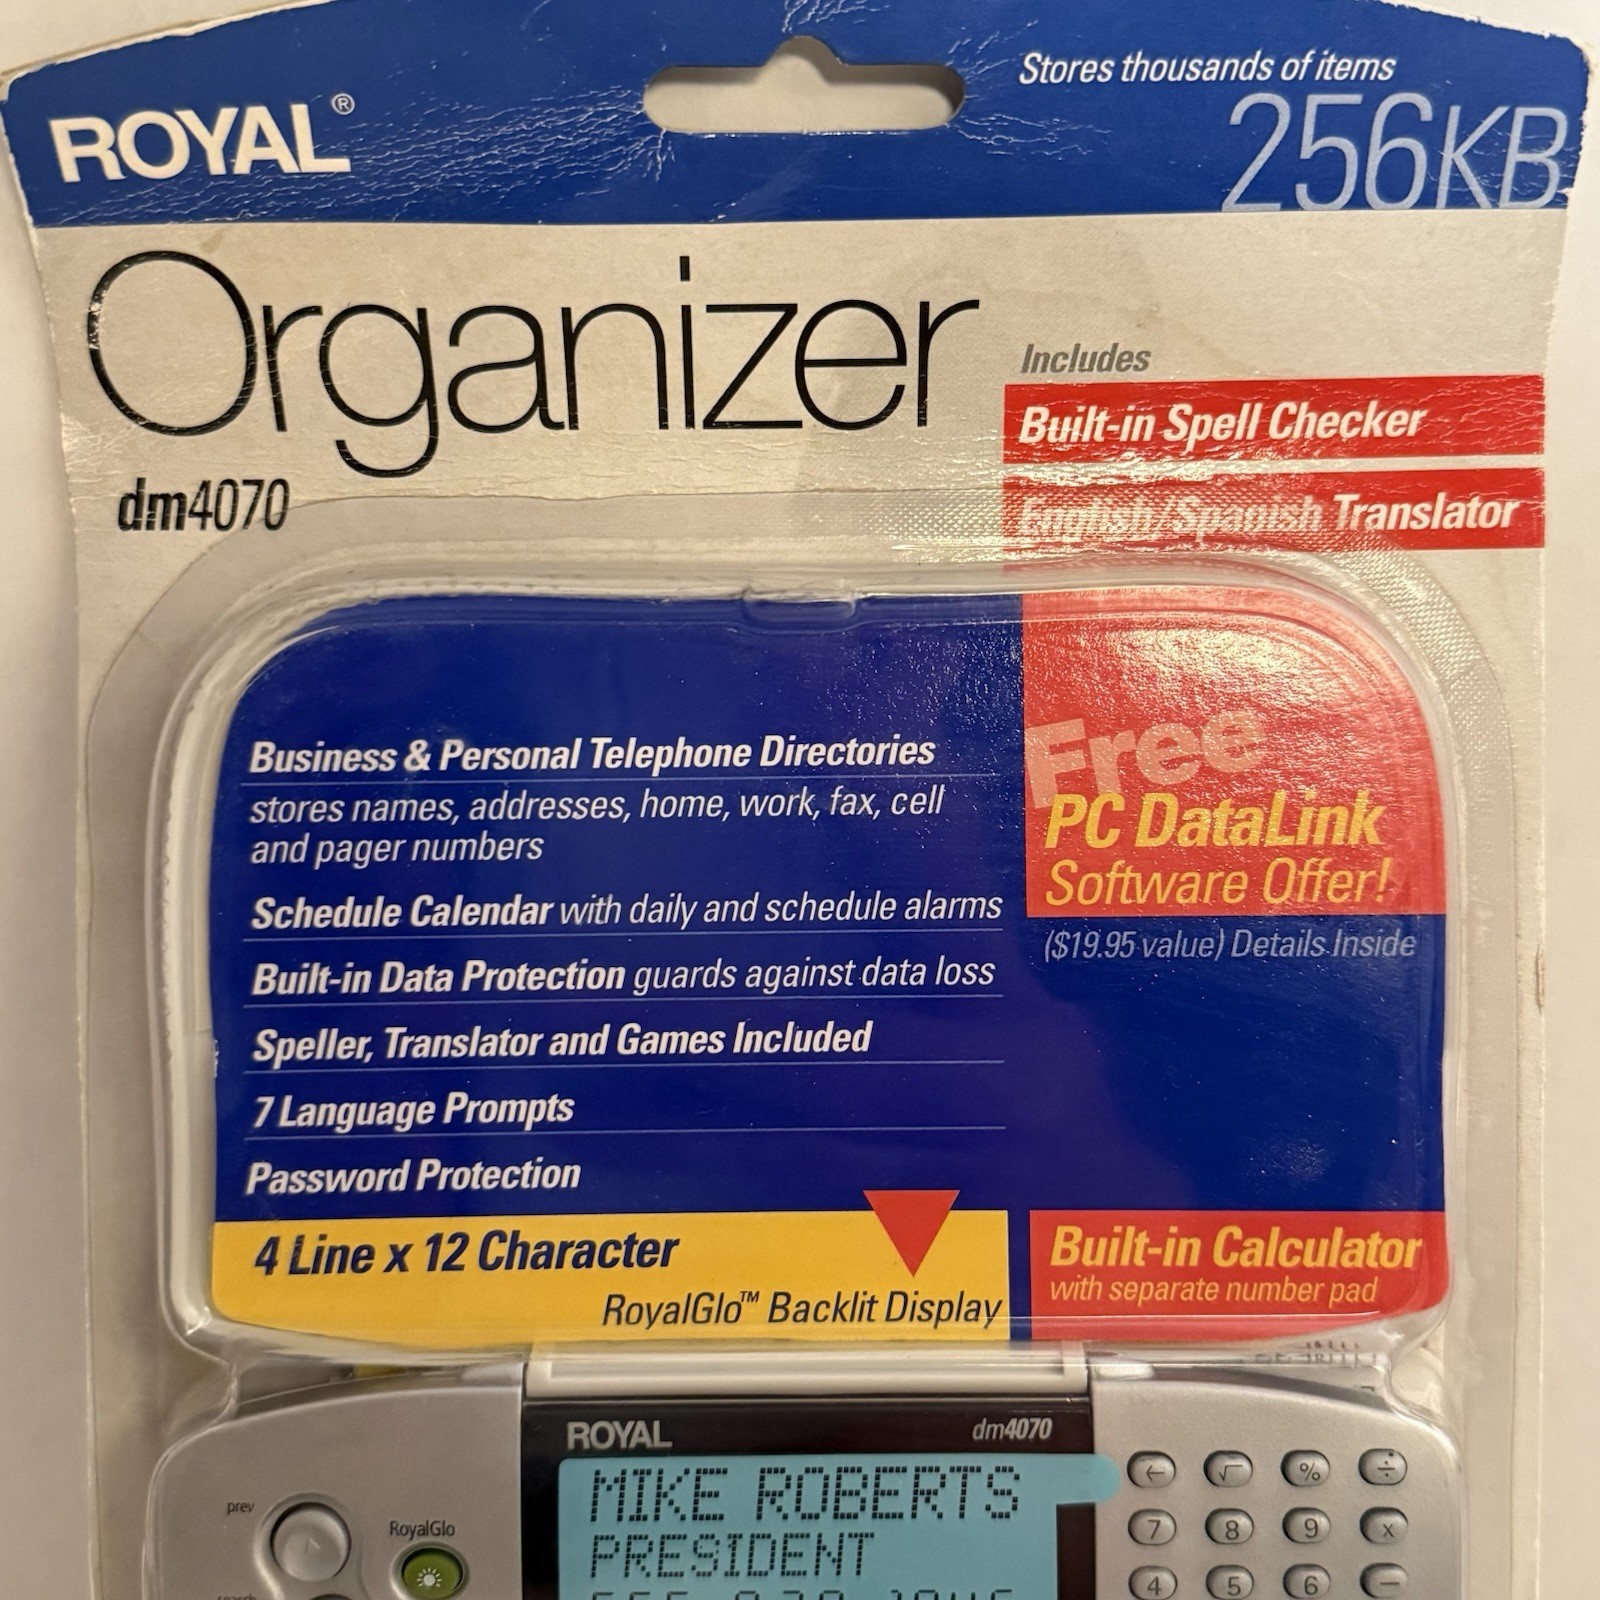 ROYAL®
Stores thousands of items
256KB
Organizer
dm4070
Includes
Built-in Spell Checker
English/Spanish Translator
Business & Personal Telephone Directories
stores names, addresses, home, work, fax, cell
and pager numbers
Schedule Calendar with daily and schedule alarms
Built-in Data Protection guards against data loss
Speller, Translator and Games Included
7 Language Prompts
Password Protection
Free
PC DataLink
Software Offer!
($19.95 value) Details Inside
4 Line x 12 Character
RoyalGlo™ Backlit Display
Built-in Calculator
with separate number pad
ROYAL dm4070
MIKE ROBERTS
PRESIDENT
prev
RoyalGlo
← √ % ÷
7 8 9 x
4 5 6 −